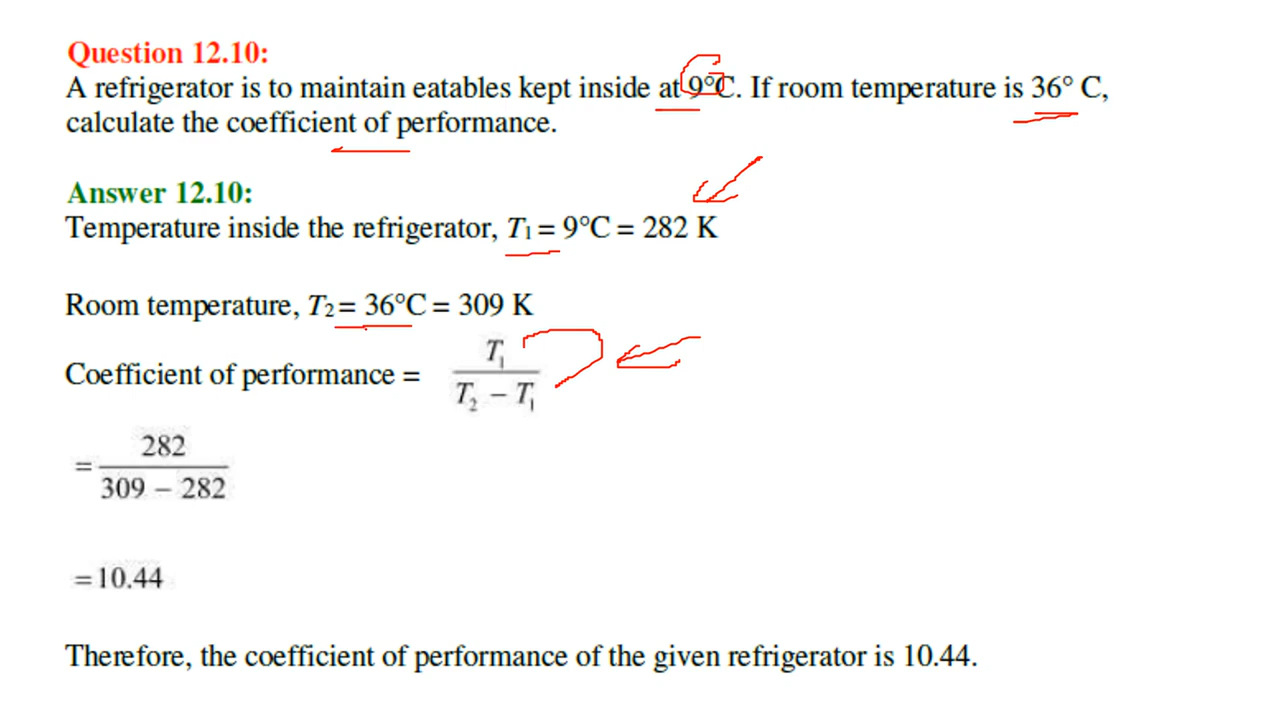 Question 12.10:
A refrigerator is to maintain eatables kept inside at 9°C. If room temperature is 36° C,
calculate the coefficient of performance.
Answer 12.10:
Temperature inside the refrigerator, T₁ = 9°C = 282 K
Room temperature, T₂ = 36°C = 309 K
Coefficient of performance = T₁ / (T₂ − T₁)
= 282 / (309 − 282)
= 10.44
Therefore, the coefficient of performance of the given refrigerator is 10.44.